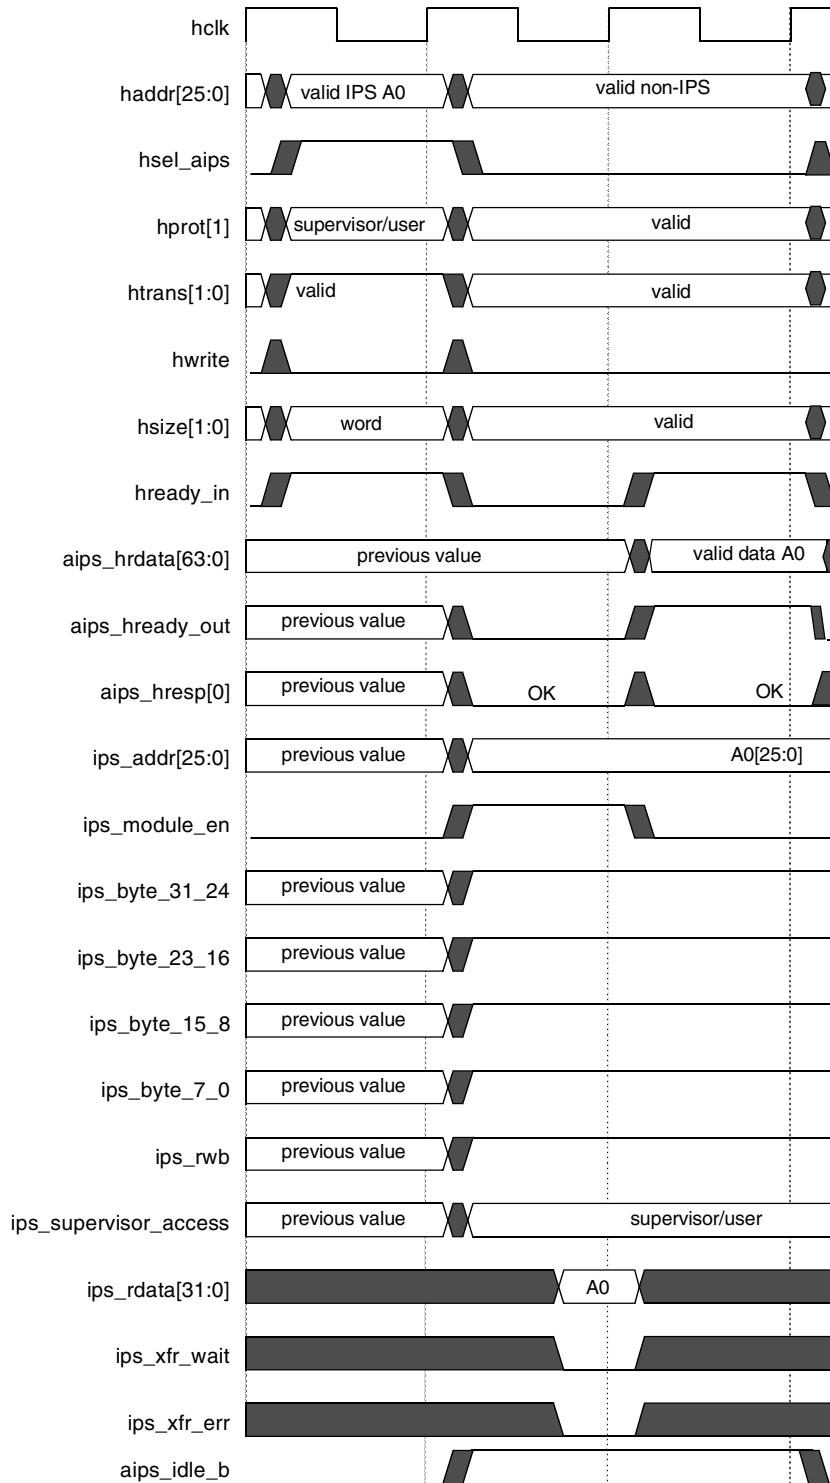 hclk
haddr[25:0] valid IPS A0 valid non-IPS
hsel_aips
hprot[1] supervisor/user valid
htrans[1:0] valid valid
hwrite
hsize[1:0] word valid
hready_in
aips_hrdata[63:0] previous value valid data A0
aips_hready_out previous value
aips_hresp[0] previous value OK OK
ips_addr[25:0] previous value A0[25:0]
ips_module_en
ips_byte_31_24 previous value
ips_byte_23_16 previous value
ips_byte_15_8 previous value
ips_byte_7_0 previous value
ips_rwb previous value
ips_supervisor_access previous value supervisor/user
ips_rdata[31:0] A0
ips_xfr_wait
ips_xfr_err
aips_idle_b